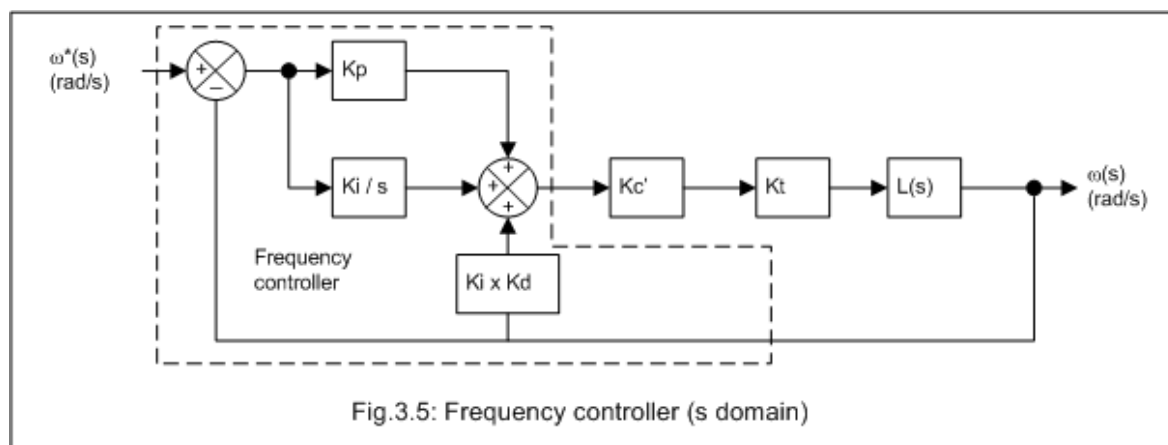 ω*(s)
(rad/s)
+
−
Kp
Ki / s
+
+
+
Kc'
Kt
L(s)
ω(s)
(rad/s)
Frequency
controller
Ki x Kd
Fig.3.5: Frequency controller (s domain)